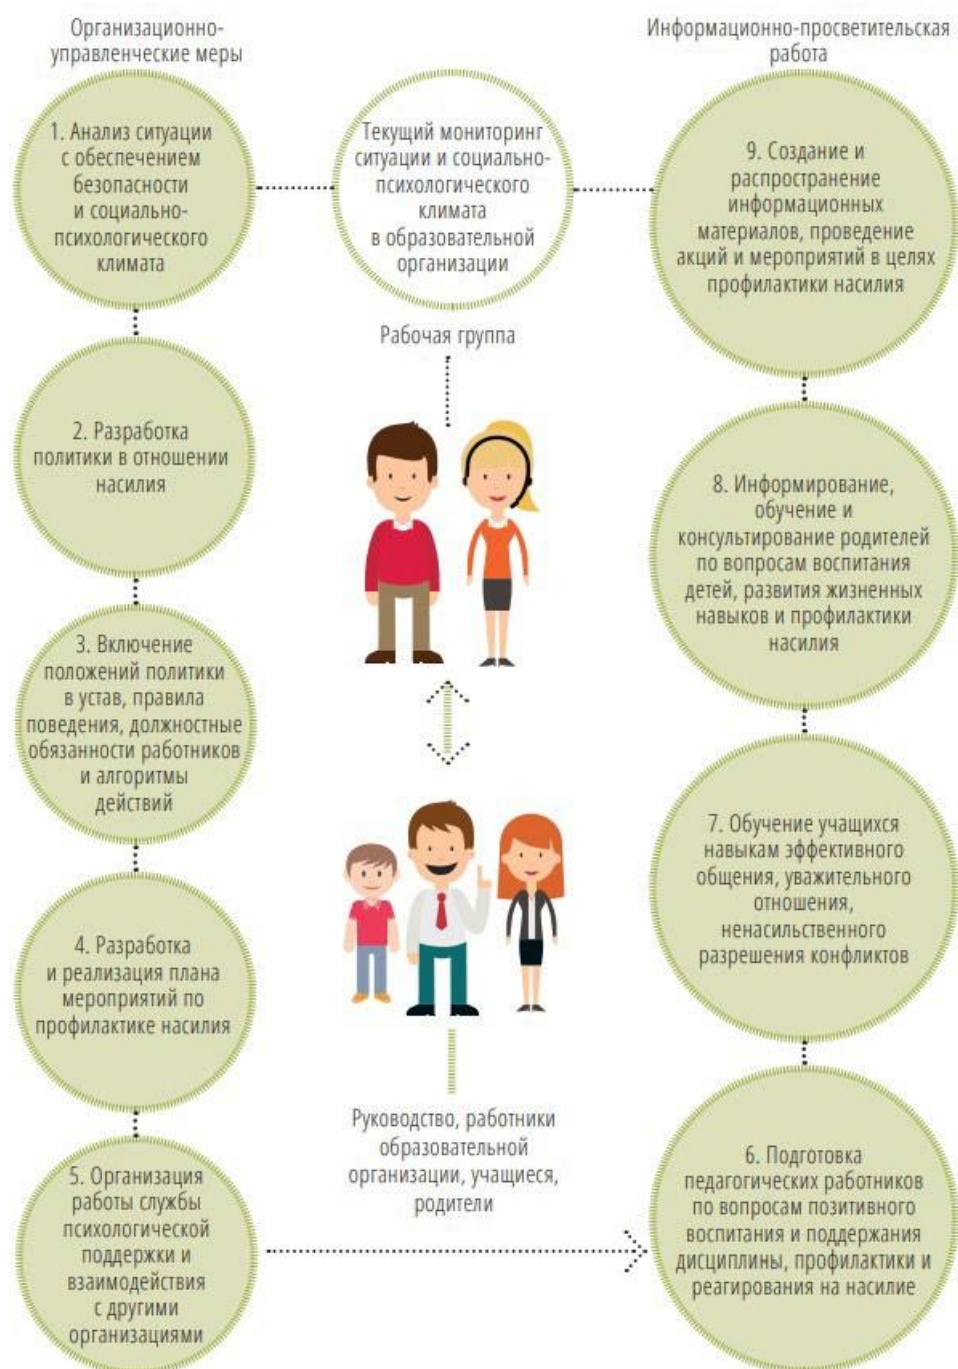 Организационно-
управленческие меры
1. Анализ ситуации
с обеспечением
безопасности
и социально-
психологического
климата
2. Разработка
политики в отношении
насилия
3. Включение
положений политики
в устав, правила
поведения, должностные
обязанности работников
и алгоритмы
действий
4. Разработка
и реализация плана
мероприятий по
профилактике насилия
5. Организация
работы службы
психологической
поддержки и
взаимодействия
с другими
организациями
Текущий мониторинг
ситуации и социально-
психологического
климата
в образовательной
организации
Рабочая группа
Руководство, работники
образовательной
организации, учащиеся,
родители
Информационно-просветительская
работа
9. Создание и
распространение
информационных
материалов, проведение
акций и мероприятий в целях
профилактики насилия
8. Информирование,
обучение и
консультирование родителей
по вопросам воспитания
детей, развития жизненных
навыков и профилактики
насилия
7. Обучение учащихся
навыкам эффективного
общения, уважительного
отношения,
ненасильственного
разрешения конфликтов
6. Подготовка
педагогических работников
по вопросам позитивного
воспитания и поддержания
дисциплины, профилактики и
реагирования на насилие